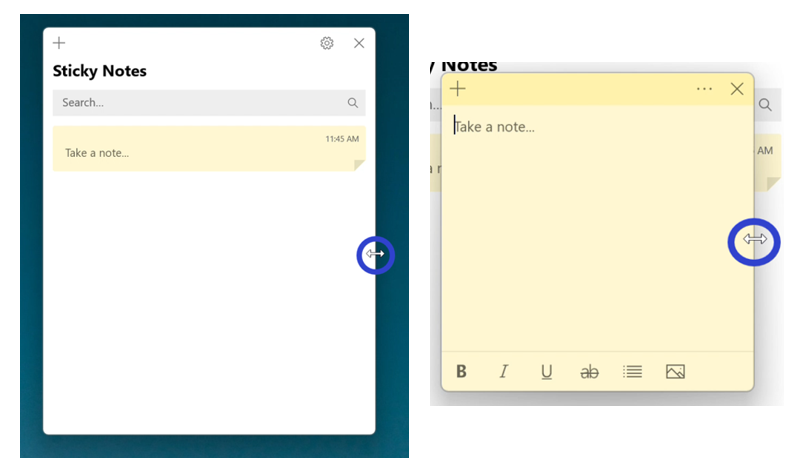 Sticky Notes
Search...
11:45 AM
Take a note...
y Notes
Take a note...
AM
B I U ab